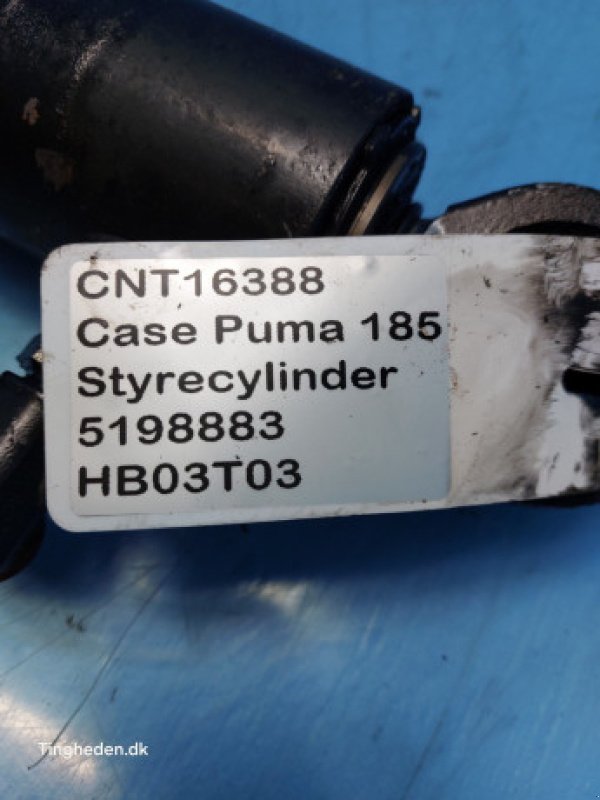 CNT16388
Case Puma 185
Styrecylinder
5198883
HB03T03
Tingheden.dk